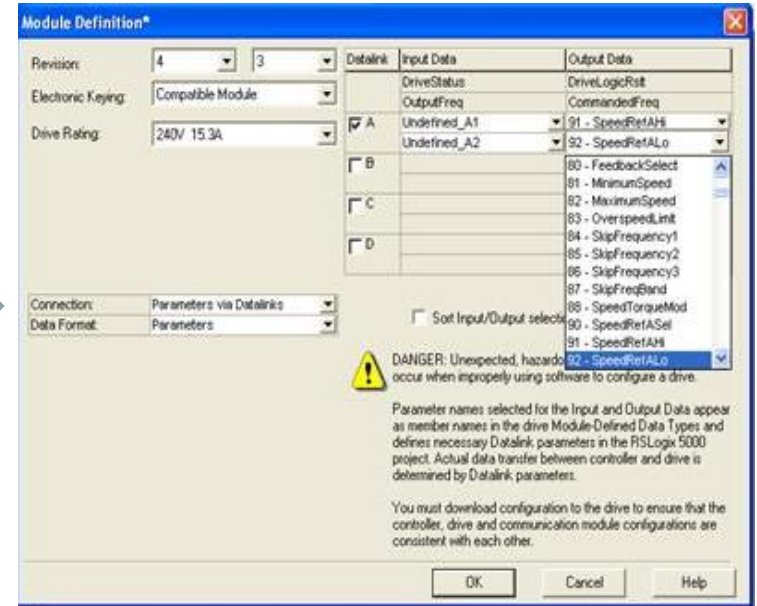 Module Definition*
Revision: 4 3
Electronic Keying: Compatible Module
Drive Rating: 240V 15.3A
Connection: Parameters via Datalinks
Data Format: Parameters
Datalink Input Data Output Data
DriveStatus DriveLogicRslt
OutputFreq CommandedFreq
A Undefined_A1 91 - SpeedRefAHi
Undefined_A2 92 - SpeedRefALo
B
C
D
80 - FeedbackSelect
81 - MinimumSpeed
82 - MaximumSpeed
83 - OverspeedLimit
84 - SkipFrequency1
85 - SkipFrequency2
86 - SkipFrequency3
87 - SkipFreqBand
88 - SpeedTorqueMod
90 - SpeedRefASel
91 - SpeedRefAHi
92 - SpeedRefALo
Sort Input/Output selecti
DANGER: Unexpected, hazardo
occur when improperly using software to configure a drive.
Parameter names selected for the Input and Output Data appear
as member names in the drive Module-Defined Data Types and
defines necessary Datalink parameters in the RSLogix 5000
project. Actual data transfer between controller and drive is
determined by Datalink parameters.
You must download configuration to the drive to ensure that the
controller, drive and communication module configurations are
consistent with each other.
OK Cancel Help